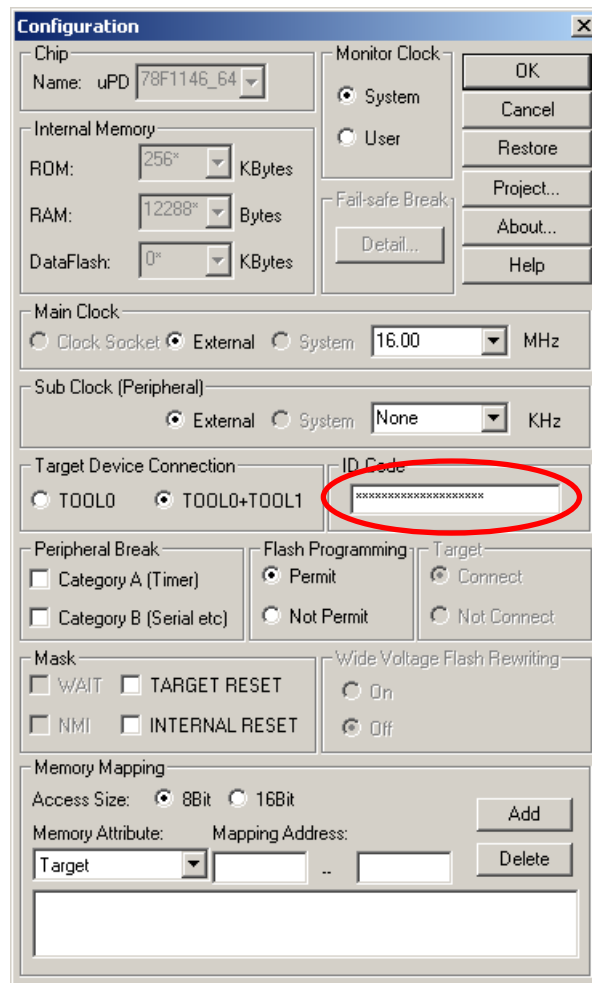 Configuration
Chip
Name: uPD 78F1146_64
Monitor Clock
System
User
OK
Cancel
Restore
Project...
About...
Help
Internal Memory
ROM: 256* KBytes
RAM: 12288* Bytes
DataFlash: 0* KBytes
Fail-safe Break
Detail...
Main Clock
Clock Socket External System 16.00 MHz
Sub Clock (Peripheral)
External System None KHz
Target Device Connection
TOOL0 TOOL0+TOOL1
ID Code
********************
Peripheral Break
Category A (Timer)
Category B (Serial etc)
Flash Programming
Permit
Not Permit
Target
Connect
Not Connect
Mask
WAIT TARGET RESET
NMI INTERNAL RESET
Wide Voltage Flash Rewriting
On
Off
Memory Mapping
Access Size: 8Bit 16Bit
Memory Attribute: Mapping Address:
Target ..
Add
Delete